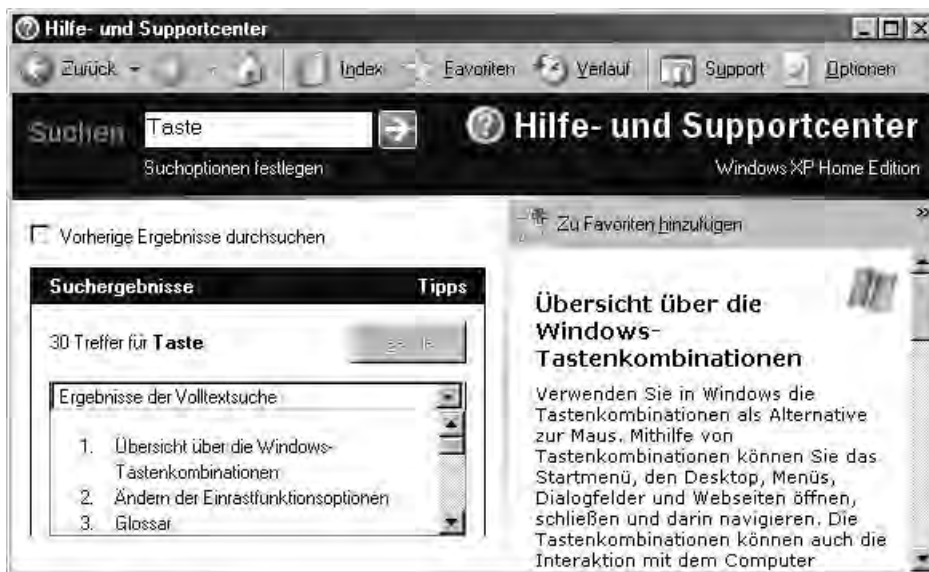 Hilfe- und Supportcenter
Zurück Index Favoriten Verlauf Support Optionen
Suchen Taste
Suchoptionen festlegen
Hilfe- und Supportcenter
Windows XP Home Edition
Vorherige Ergebnisse durchsuchen
Suchergebnisse Tipps
30 Treffer für Taste
Ergebnisse der Volltextsuche
1. Übersicht über die Windows-
Tastenkombinationen
2. Ändern der Einrastfunktionsoptionen
3. Glossar
Zu Favoriten hinzufügen
»
Übersicht über die
Windows-
Tastenkombinationen
Verwenden Sie in Windows die
Tastenkombinationen als Alternative
zur Maus. Mithilfe von
Tastenkombinationen können Sie das
Startmenü, den Desktop, Menüs,
Dialogfelder und Webseiten öffnen,
schließen und darin navigieren. Die
Tastenkombinationen können auch die
Interaktion mit dem Computer